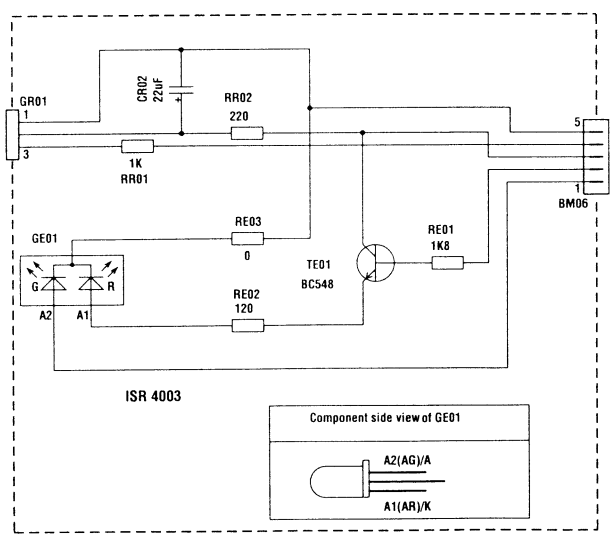 CR02
22uF
+
GR01
1
3
RR02
220
1K
RR01
5
1
BM06
GE01
RE03
0
RE01
1K8
TE01
BC548
G
R
A2
A1
RE02
120
ISR 4003
Component side view of GE01
A2(AG)/A
A1(AR)/K